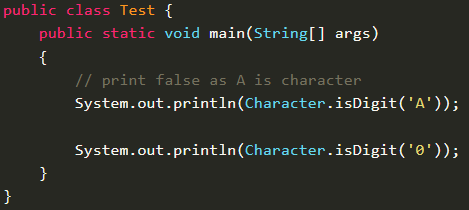 public class Test {
    public static void main(String[] args)
    {
        // print false as A is character
        System.out.println(Character.isDigit('A'));

        System.out.println(Character.isDigit('0'));
    }
}